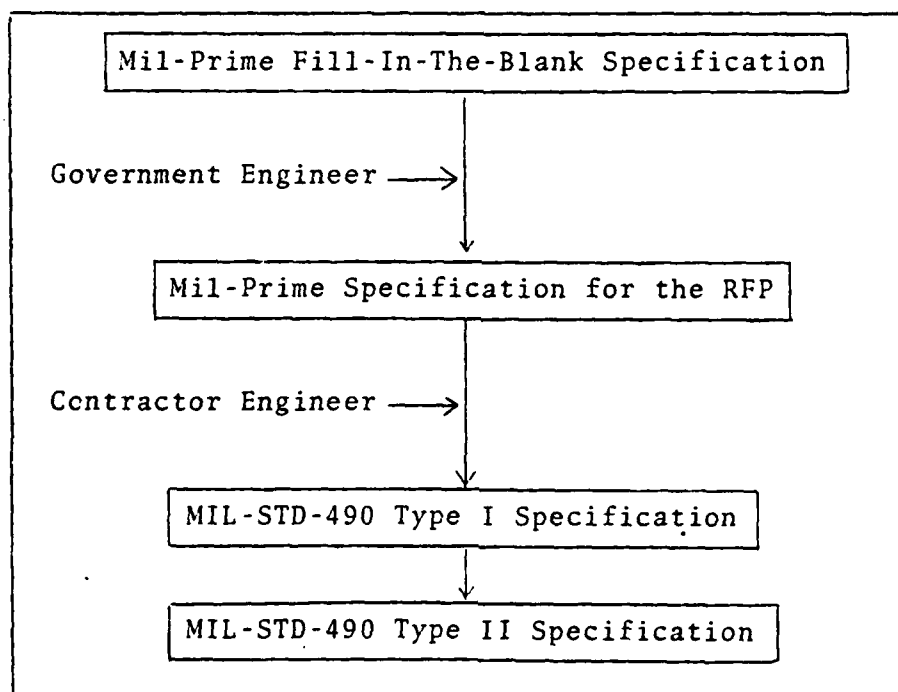 Mil-Prime Fill-In-The-Blank Specification
Government Engineer
Mil-Prime Specification for the RFP
Contractor Engineer
MIL-STD-490 Type I Specification
MIL-STD-490 Type II Specification